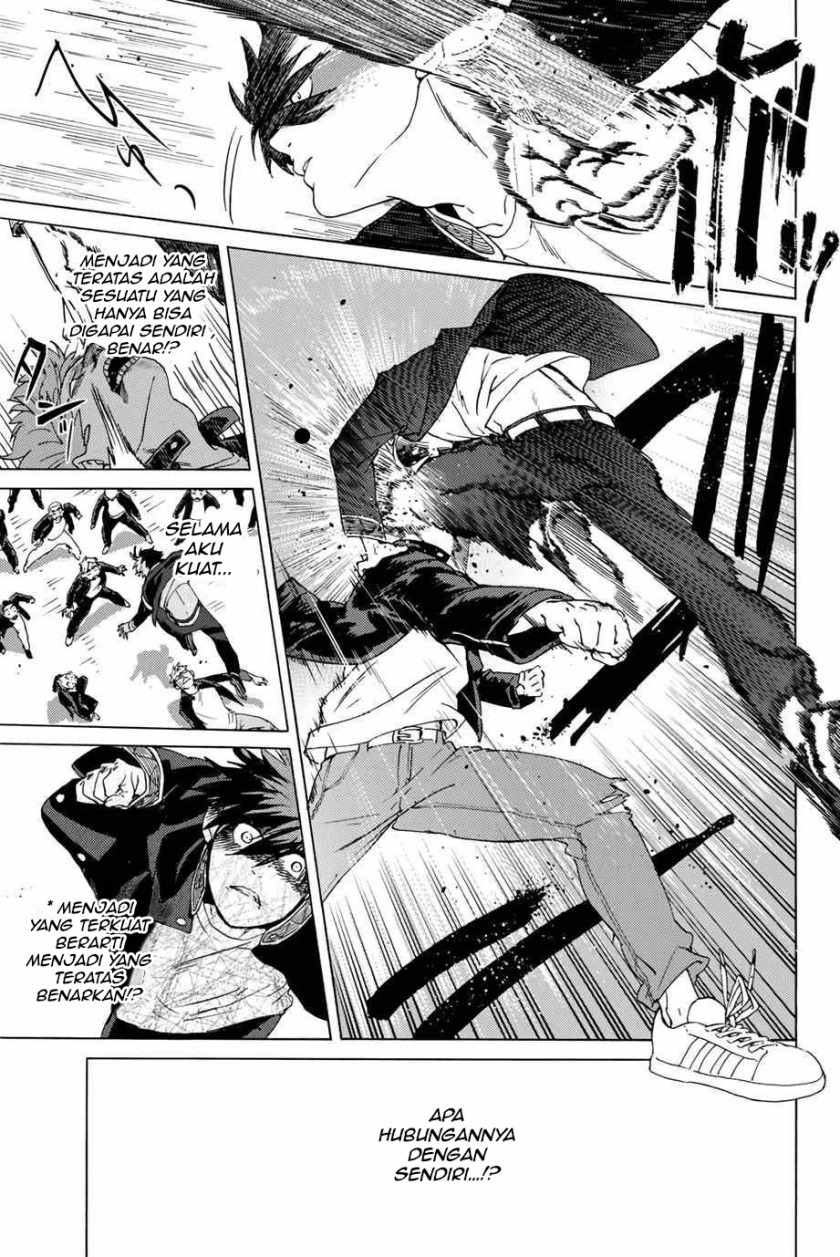 MENJADI YANG
TERATAS ADALAH
SESUATU YANG
HANYA BISA
DIGAPAI SENDIRI,
BENAR!?
SELAMA
AKU
KUAT...
* MENJADI
YANG TERKUAT
BERARTI
MENJADI YANG
TERATAS
BENARKAN!?
APA
HUBUNGANNYA
DENGAN
SENDIRI...!?